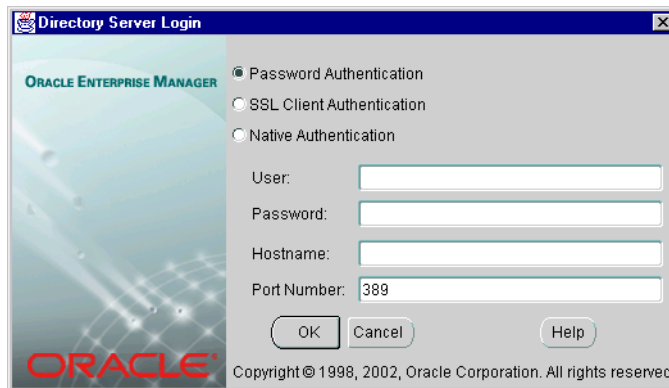 Directory Server Login
ORACLE ENTERPRISE MANAGER
Password Authentication
SSL Client Authentication
Native Authentication
User:
Password:
Hostname:
Port Number: 389
OK Cancel Help
ORACLE®
Copyright © 1998, 2002, Oracle Corporation. All rights reserved.